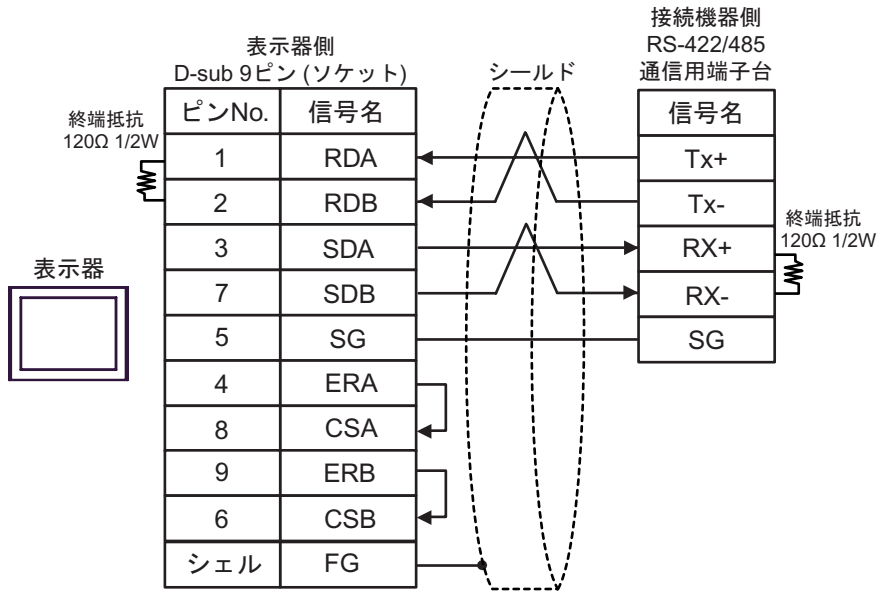 表示器側
D-sub 9ピン (ソケット)
シールド
接続機器側
RS-422/485
通信用端子台
終端抵抗
120Ω 1/2W
ピンNo. 信号名
1 RDA
2 RDB
3 SDA
7 SDB
5 SG
4 ERA
8 CSA
9 ERB
6 CSB
シェル FG
信号名
Tx+
Tx-
RX+
RX-
SG
終端抵抗
120Ω 1/2W
表示器